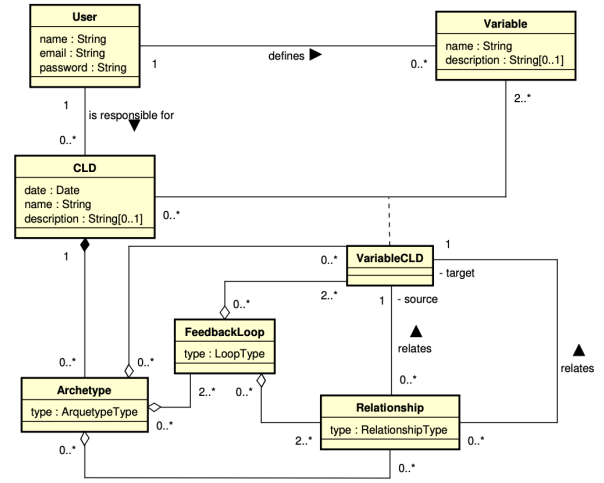 User
name : String
email : String
password : String
Variable
name : String
description : String[0..1]
1
defines
0..*
1
is responsible for
0..*
2..*
CLD
date : Date
name : String
description : String[0..1]
0..*
1
VariableCLD
0..*
1
- target
2..*
1
- source
0..*
FeedbackLoop
type : LoopType
relates
relates
0..*
0..*
2..*
0..*
0..*
Archetype
type : ArquetypeType
0..*
Relationship
type : RelationshipType
2..*
0..*
0..*
0..*